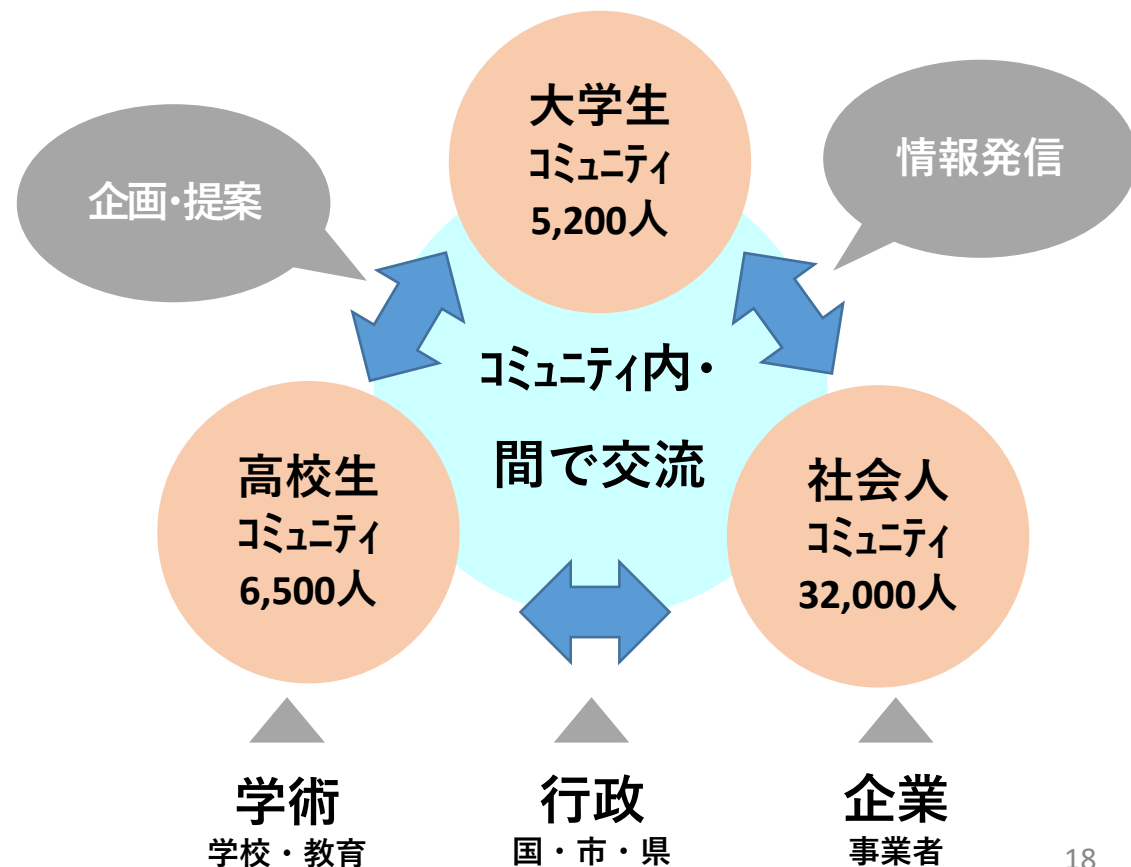 大学生
ｺﾐｭﾆﾃｨ
5,200人
企画･提案
情報発信
ｺﾐｭﾆﾃｨ内・
間で交流
高校生
ｺﾐｭﾆﾃｨ
6,500人
社会人
ｺﾐｭﾆﾃｨ
32,000人
学術
学校・教育
行政
国・市・県
企業
事業者
18